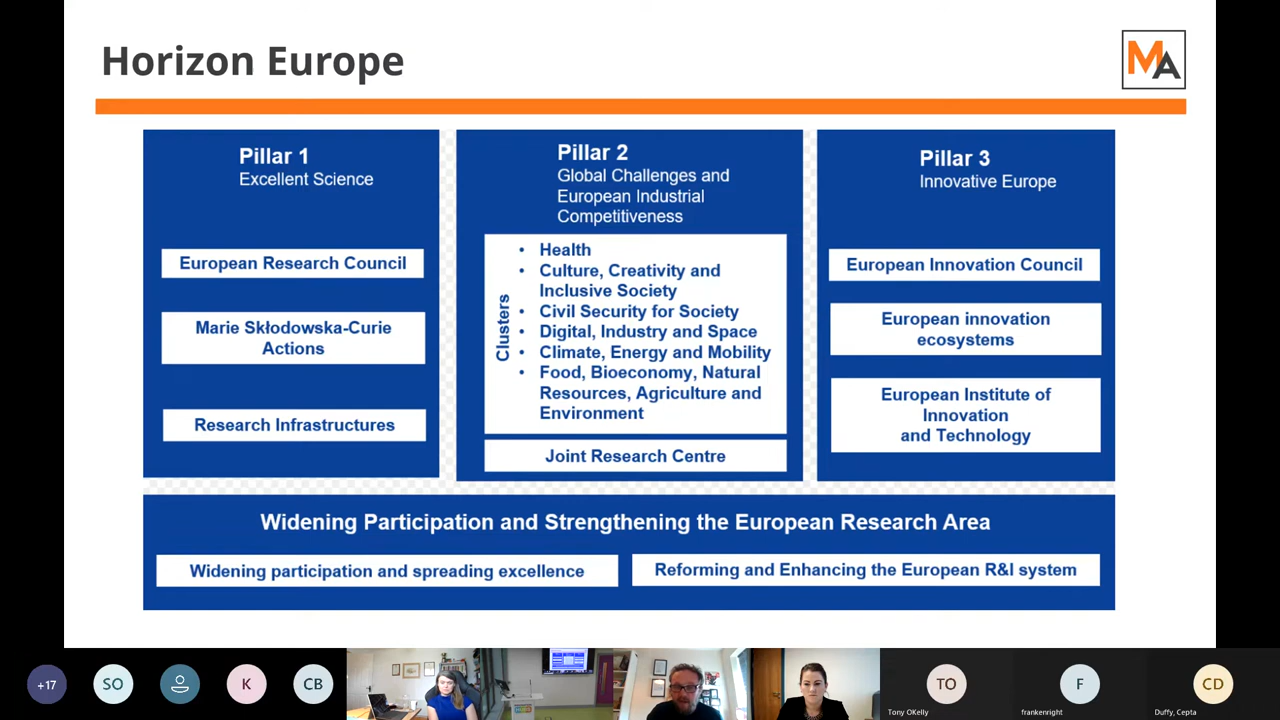 Horizon Europe
MA
Pillar 1
Excellent Science
European Research Council
Marie Skłodowska-Curie
Actions
Research Infrastructures
Pillar 2
Global Challenges and
European Industrial
Competitiveness
Clusters
• Health
• Culture, Creativity and
Inclusive Society
• Civil Security for Society
• Digital, Industry and Space
• Climate, Energy and Mobility
• Food, Bioeconomy, Natural
Resources, Agriculture and
Environment
Joint Research Centre
Pillar 3
Innovative Europe
European Innovation Council
European innovation
ecosystems
European Institute of
Innovation
and Technology
Widening Participation and Strengthening the European Research Area
Widening participation and spreading excellence
Reforming and Enhancing the European R&I system
+17
SO
K
CB
TO
Tony OKelly
F
frankenright
CD
Duffy, Cepta